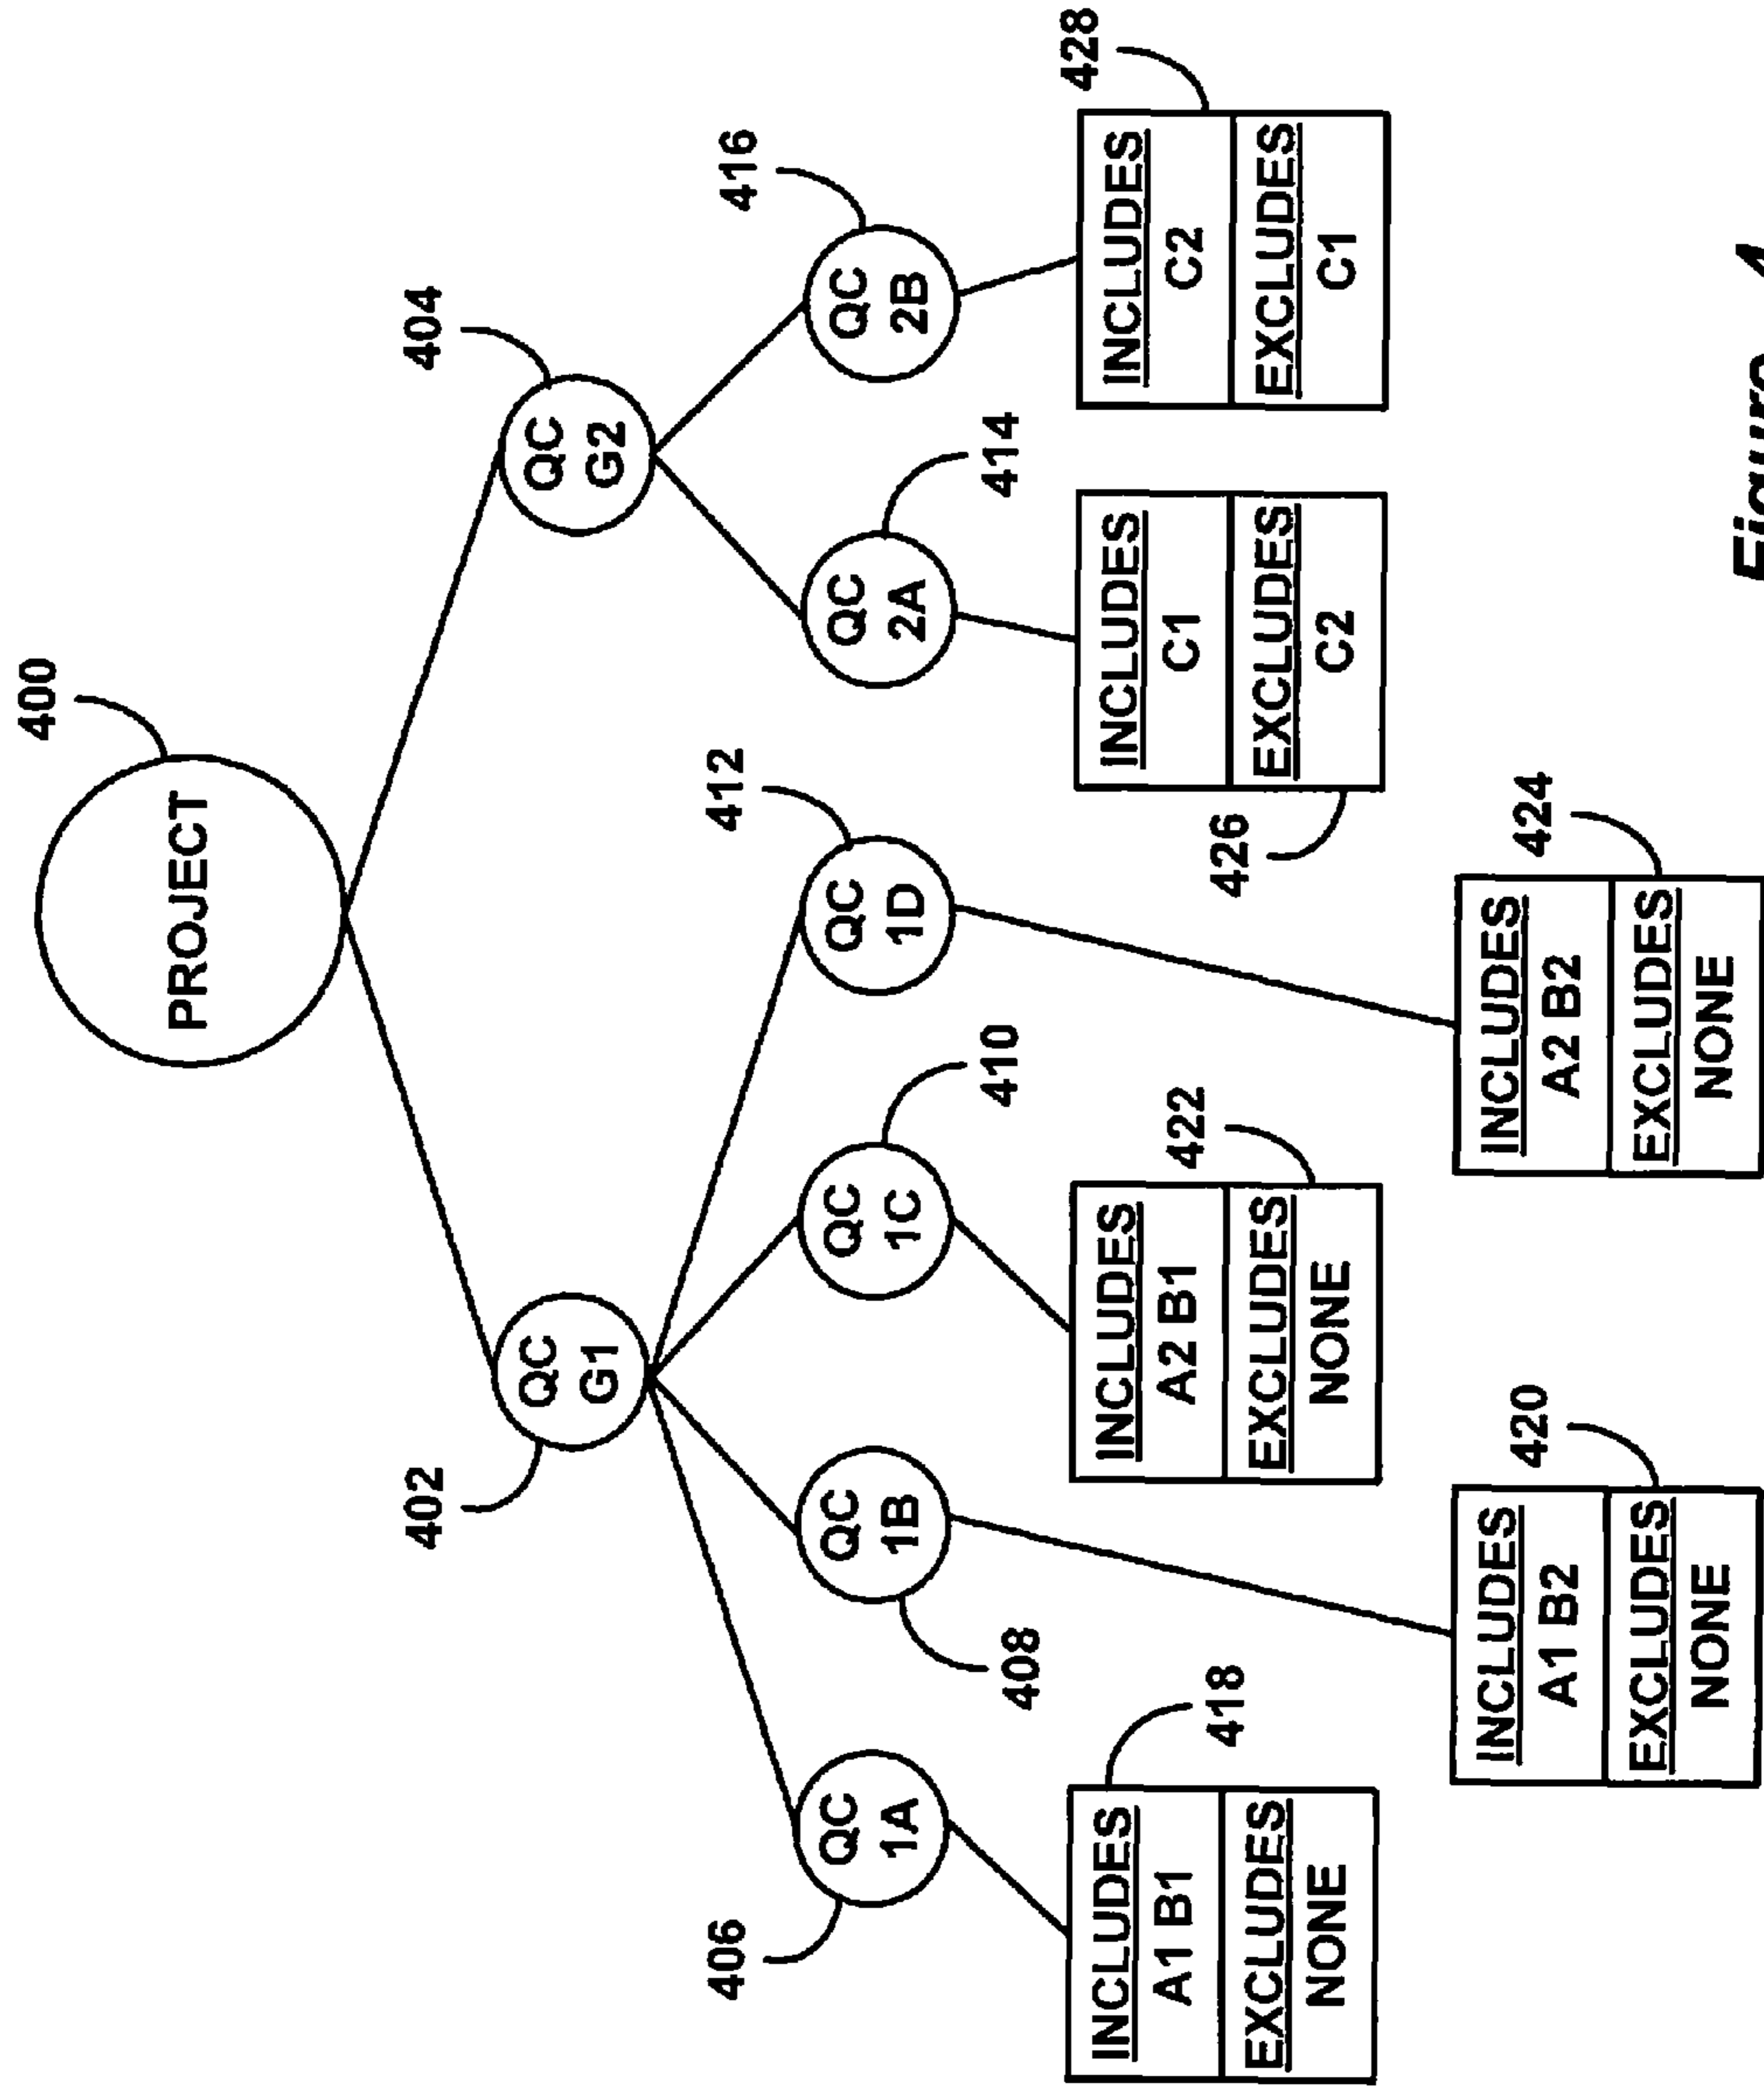 400
PROJECT
402
QC
G1
404
QC
G2
406
QC
1A
408
QC
1B
QC
1C
410
QC
1D
412
QC
2A
414
QC
2B
416
418
INCLUDES
A1 B1
EXCLUDES
NONE
420
INCLUDES
A1 B2
EXCLUDES
NONE
422
INCLUDES
A2 B1
EXCLUDES
NONE
424
INCLUDES
A2 B2
EXCLUDES
NONE
426
INCLUDES
C1
EXCLUDES
C2
428
INCLUDES
C2
EXCLUDES
C1
Figure 4